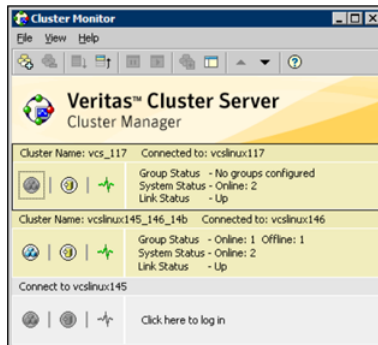 Cluster Monitor
File View Help
Veritas™ Cluster Server
Cluster Manager
Cluster Name: vcs_117 Connected to: vcslinux117
Group Status - No groups configured
System Status - Online: 2
Link Status - Up
Cluster Name: vcslinux145_146_14b Connected to: vcslinux146
Group Status - Online: 1 Offline: 1
System Status - Online: 2
Link Status - Up
Connect to vcslinux145
Click here to log in